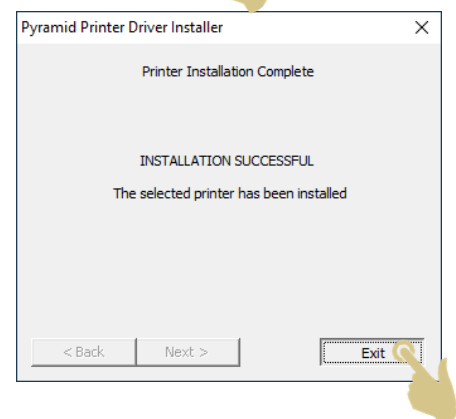 Pyramid Printer Driver Installer
Printer Installation Complete
INSTALLATION SUCCESSFUL
The selected printer has been installed
< Back Next > Exit